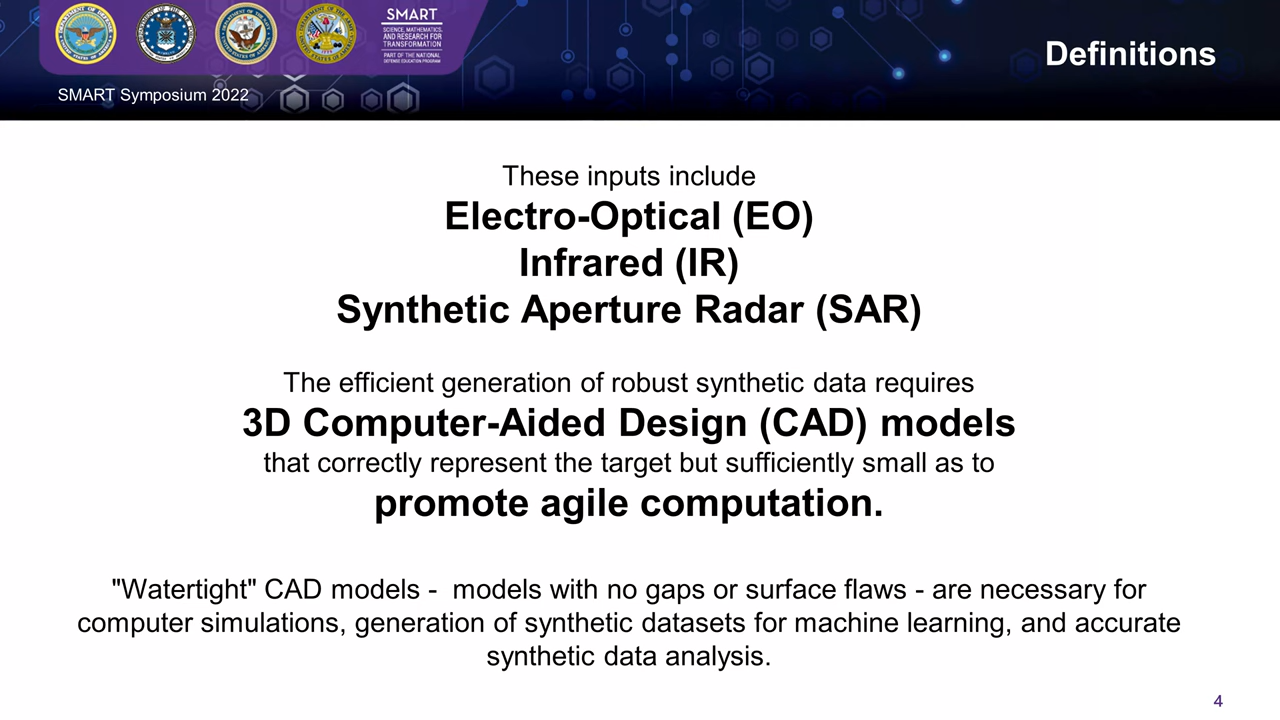 SMART
SCIENCE, MATHEMATICS,
AND RESEARCH FOR
TRANSFORMATION
PART OF THE NATIONAL
DEFENSE EDUCATION PROGRAM
Definitions
SMART Symposium 2022
These inputs include
Electro-Optical (EO)
Infrared (IR)
Synthetic Aperture Radar (SAR)
The efficient generation of robust synthetic data requires
3D Computer-Aided Design (CAD) models
that correctly represent the target but sufficiently small as to
promote agile computation.
"Watertight" CAD models -  models with no gaps or surface flaws - are necessary for
computer simulations, generation of synthetic datasets for machine learning, and accurate
synthetic data analysis.
4